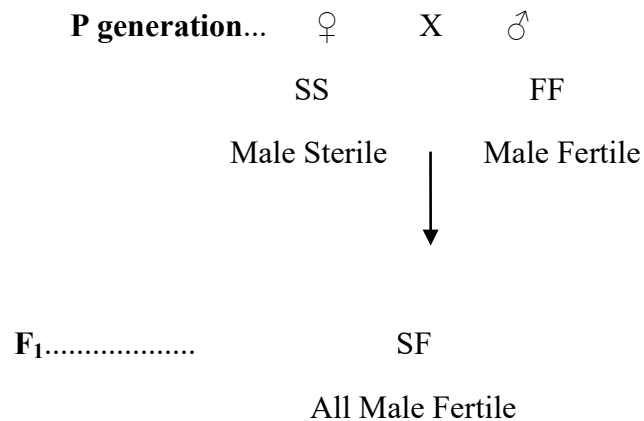 P generation... ♀ X ♂
SS FF
Male Sterile Male Fertile
F₁.................... SF
All Male Fertile